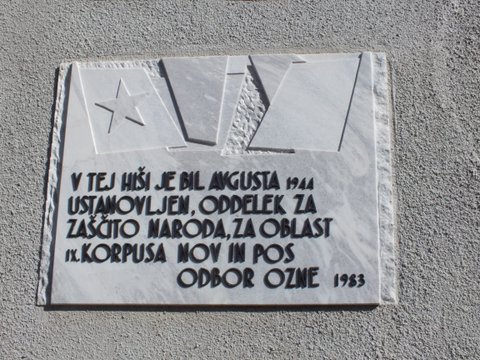 V TEJ HIŠI JE BIL AVGUSTA 1944
USTANOVLJEN, ODDELEK ZA
ZAŠČITO NARODA, ZA OBLAST
IX. KORPUSA NOV IN POS
ODBOR OZNE 1983